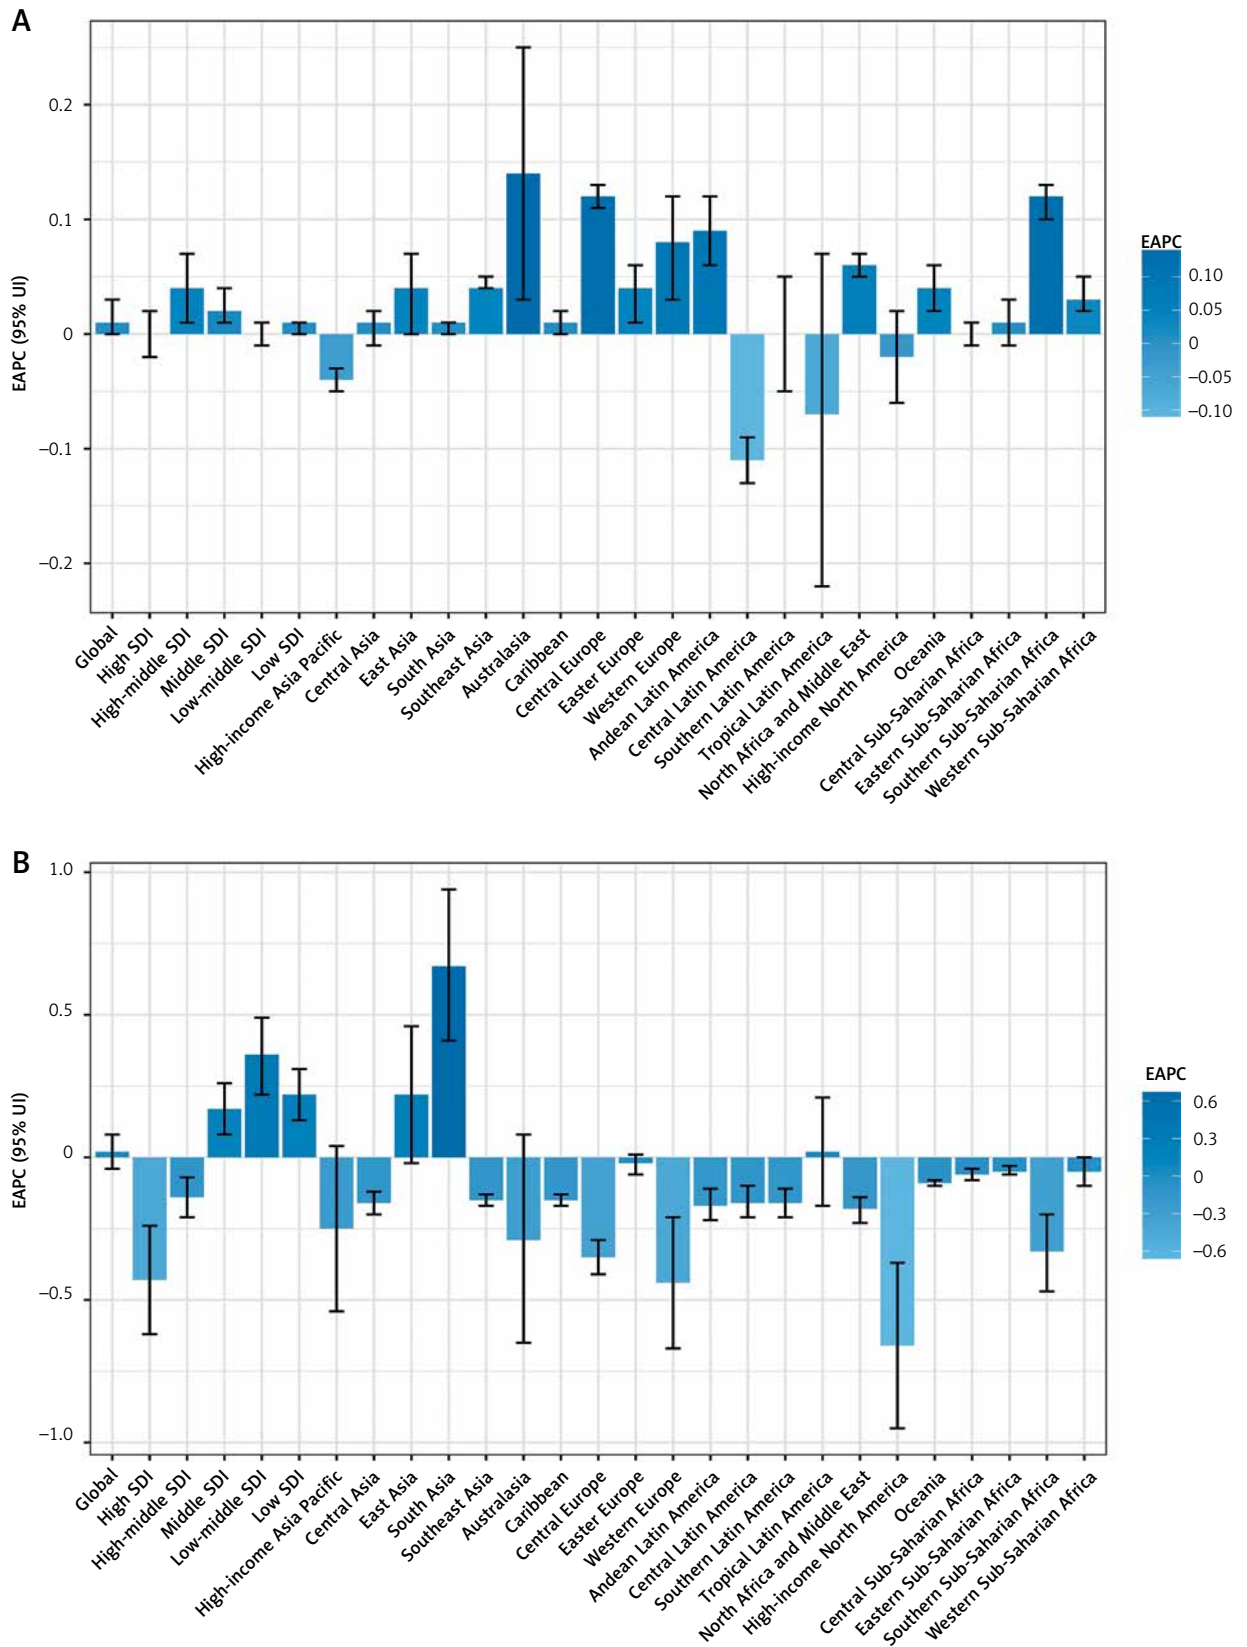 A
EAPC (95% UI)
0.2
0.1
0
−0.1
−0.2
Global
High SDI
High-middle SDI
Middle SDI
Low-middle SDI
Low SDI
High-income Asia Pacific
Central Asia
East Asia
South Asia
Southeast Asia
Australasia
Caribbean
Central Europe
Easter Europe
Western Europe
Andean Latin America
Central Latin America
Southern Latin America
Tropical Latin America
North Africa and Middle East
High-income North America
Oceania
Central Sub-Saharian Africa
Eastern Sub-Saharian Africa
Southern Sub-Saharian Africa
Western Sub-Saharian Africa
EAPC
0.10
0.05
0
−0.05
−0.10
B
EAPC (95% UI)
1.0
0.5
0
−0.5
−1.0
Global
High SDI
High-middle SDI
Middle SDI
Low-middle SDI
Low SDI
High-income Asia Pacific
Central Asia
East Asia
South Asia
Southeast Asia
Australasia
Caribbean
Central Europe
Easter Europe
Western Europe
Andean Latin America
Central Latin America
Southern Latin America
Tropical Latin America
North Africa and Middle East
High-income North America
Oceania
Central Sub-Saharian Africa
Eastern Sub-Saharian Africa
Southern Sub-Saharian Africa
Western Sub-Saharian Africa
EAPC
0.6
0.3
0
−0.3
−0.6